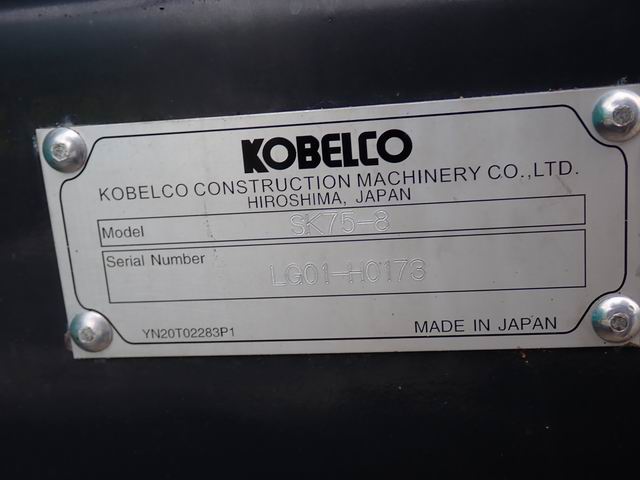 KOBELCO
KOBELCO CONSTRUCTION MACHINERY CO.,LTD.
HIROSHIMA, JAPAN
Model SK75-8
Serial Number LG01-H0173
YN20T02283P1 MADE IN JAPAN